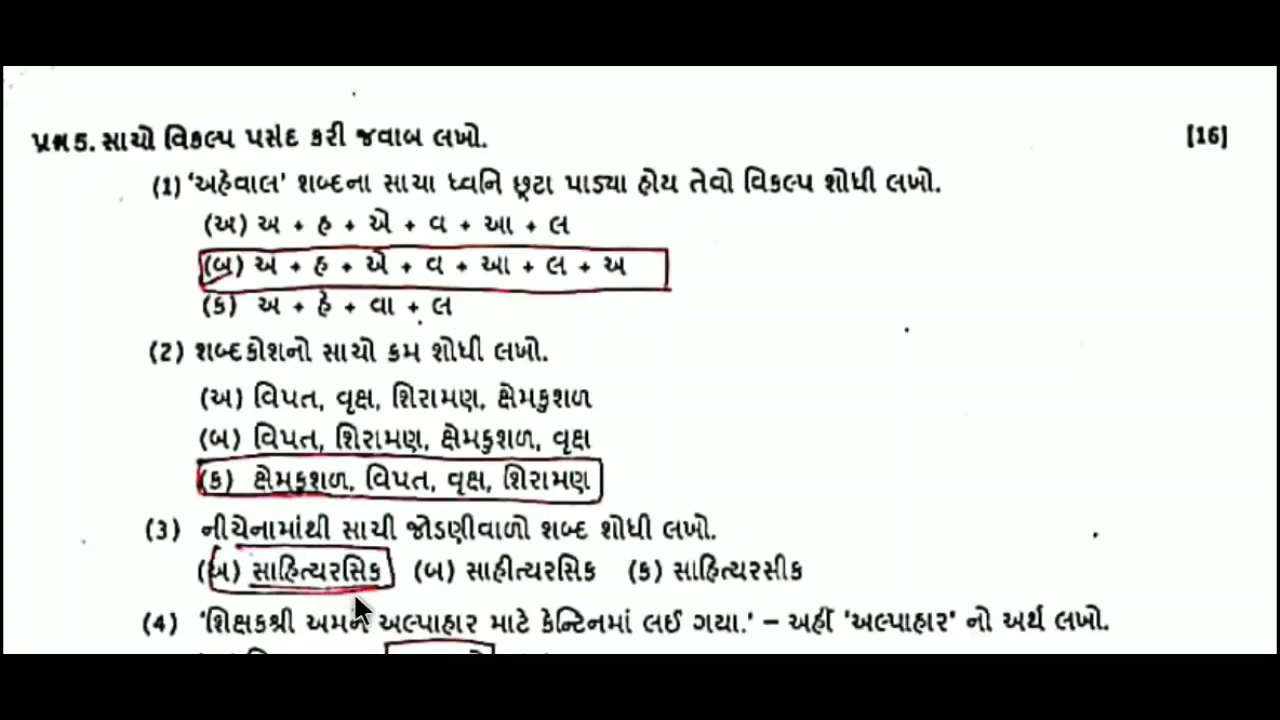 પ્રશ્ન 5. સાચો વિકલ્પ પસંદ કરી જવાબ લખો. [16]
(1) 'અહેવાલ' શબ્દના સાચા ધ્વનિ છૂટા પાડ્યા હોય તેવો વિકલ્પ શોધી લખો.
(અ) અ + હ + એ + વ + આ + લ
(બ) અ + હ + એ + વ + આ + લ + અ
(ક) અ + હે + વા + લ
(2) શબ્દકોશનો સાચો ક્રમ શોધી લખો.
(અ) વિપત, વૃક્ષ, શિરામણ, ક્ષેમકુશળ
(બ) વિપત, શિરામણ, ક્ષેમકુશળ, વૃક્ષ
(ક) ક્ષેમકુશળ, વિપત, વૃક્ષ, શિરામણ
(3) નીચેનામાંથી સાચી જોડણીવાળો શબ્દ શોધી લખો.
(અ) સાહિત્યરસિક (બ) સાહીત્યરસિક (ક) સાહિત્યરસીક
(4) 'શિક્ષકશ્રી અમને અલ્પાહાર માટે કેન્ટિનમાં લઈ ગયા.' – અહીં 'અલ્પાહાર' નો અર્થ લખો.